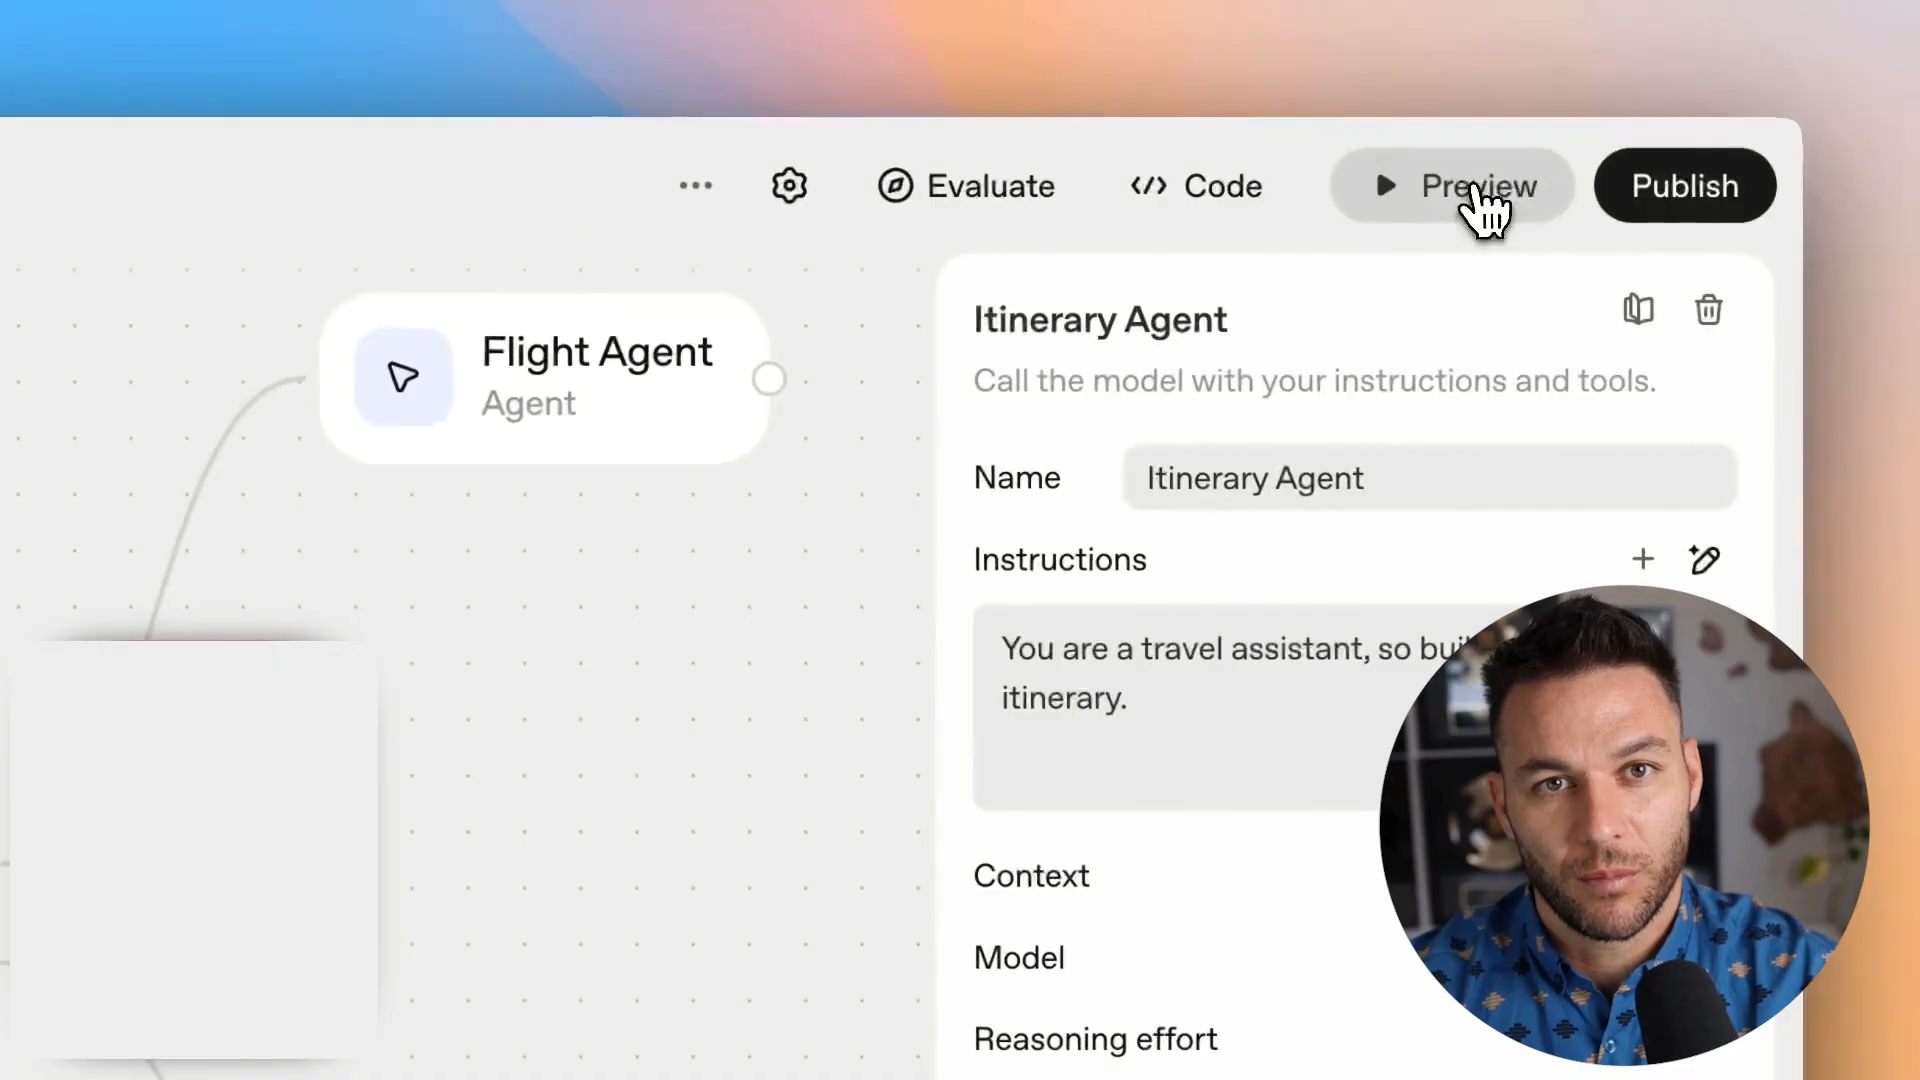 Evaluate
Code
Preview
Publish
Flight Agent
Agent
Itinerary Agent
Call the model with your instructions and tools.
Name
Itinerary Agent
Instructions
You are a travel assistant, so
itinerary.
Context
Model
Reasoning effort